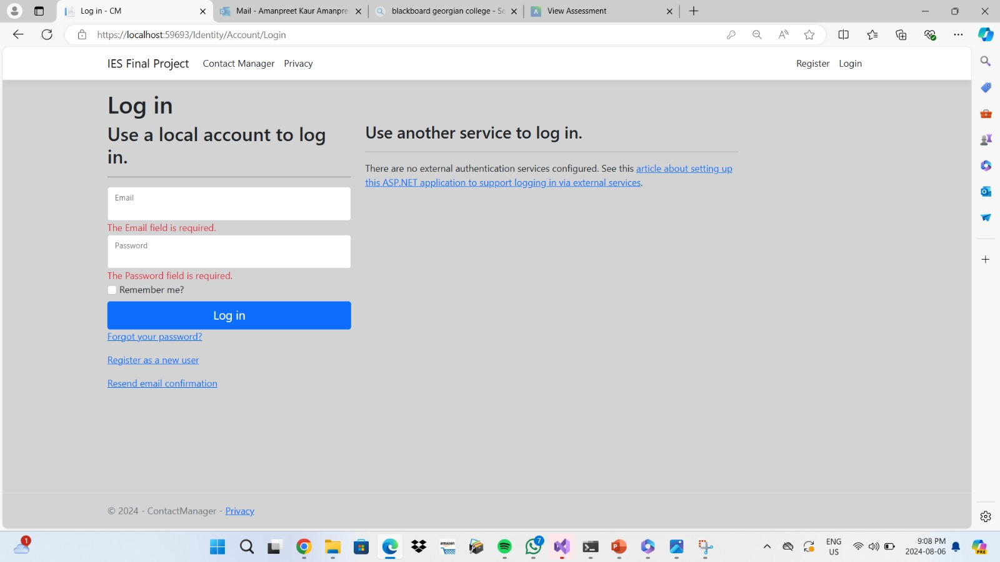 Log in - CM
Mail - Amanpreet Kaur Amanpre
blackboard georgian college - Se
View Assessment
https://localhost:59693/Identity/Account/Login
IES Final Project
Contact Manager
Privacy
Register
Login
Log in
Use a local account to log
in.
Email
The Email field is required.
Password
The Password field is required.
Remember me?
Log in
Forgot your password?
Register as a new user
Resend email confirmation
Use another service to log in.
There are no external authentication services configured. See this article about setting up
this ASP.NET application to support logging in via external services.
© 2024 - ContactManager - Privacy
1
amazon
7
ENG
US
9:08 PM
2024-08-06
PRE